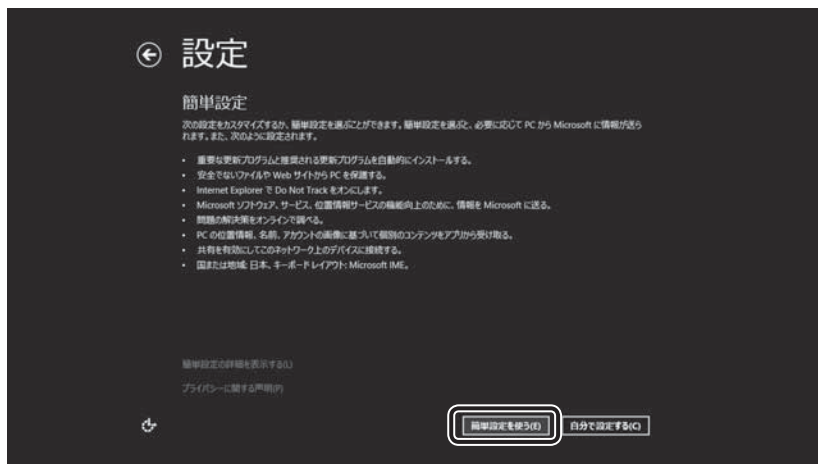 設定
簡単設定
次の設定をカスタマイズするか、簡単設定を選ぶことができます。簡単設定を選ぶと、必要に応じて PC から Microsoft に情報が送ら
れます。また、次のように設定されます。
• 重要な更新プログラムと推奨される更新プログラムを自動的にインストールする。
• 安全でないファイルや Web サイトから PC を保護する。
• Internet Explorer で Do Not Track をオンにします。
• Microsoft ソフトウェア、サービス、位置情報サービスの機能向上のために、情報を Microsoft に送る。
• 問題の解決策をオンラインで調べる。
• PC の位置情報、名前、アカウントの画像に基づいて個別のコンテンツをアプリから受け取る。
• 共有を有効にしてこのネットワーク上のデバイスに接続する。
• 国または地域: 日本、キーボード レイアウト: Microsoft IME。
簡単設定の詳細を表示する(L)
プライバシーに関する声明(P)
簡単設定を使う(E)
自分で設定する(C)